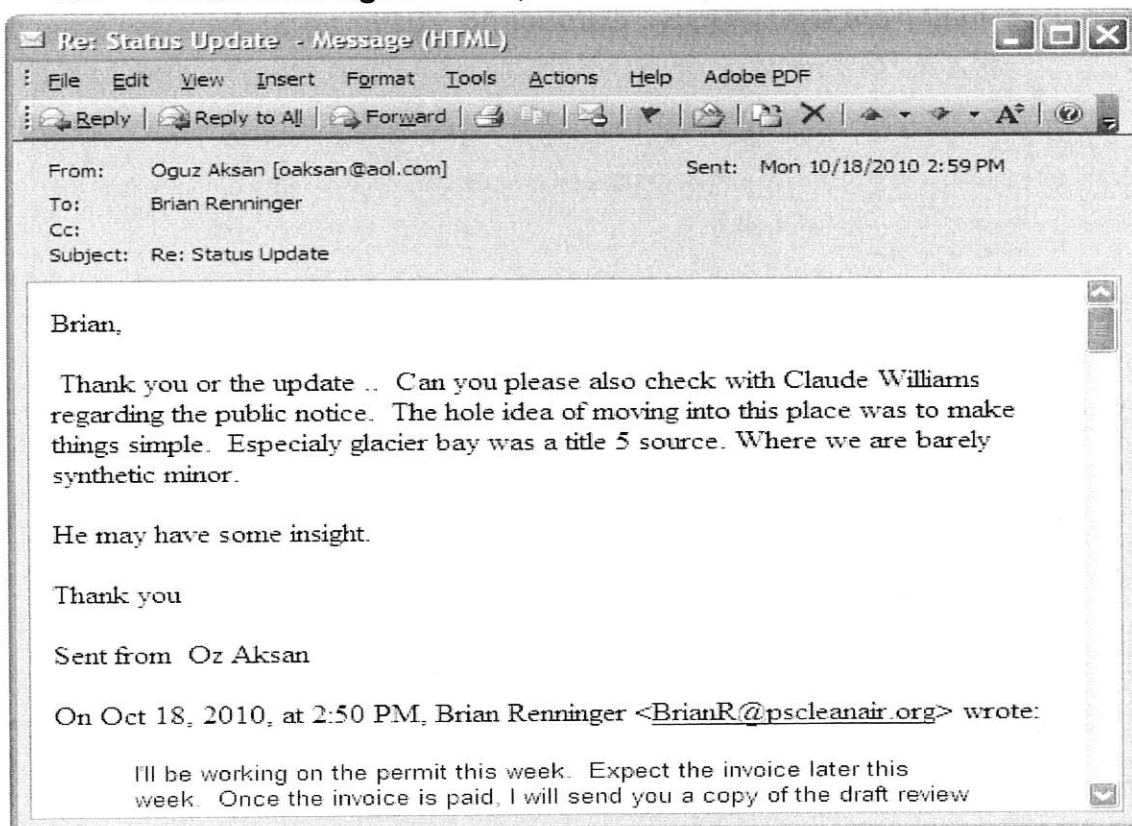 Re: Status Update - Message (HTML)
File Edit View Insert Format Tools Actions Help Adobe PDF
Reply Reply to All Forward
From: Oguz Aksan [oaksan@aol.com] Sent: Mon 10/18/2010 2:59 PM
To: Brian Renninger
Cc:
Subject: Re: Status Update
Brian,
Thank you or the update .. Can you please also check with Claude Williams
regarding the public notice. The hole idea of moving into this place was to make
things simple. Especialy glacier bay was a title 5 source. Where we are barely
synthetic minor.
He may have some insight.
Thank you
Sent from Oz Aksan
On Oct 18, 2010, at 2:50 PM, Brian Renninger <BrianR@pscleanair.org> wrote:
I'll be working on the permit this week. Expect the invoice later this
week. Once the invoice is paid, I will send you a copy of the draft review